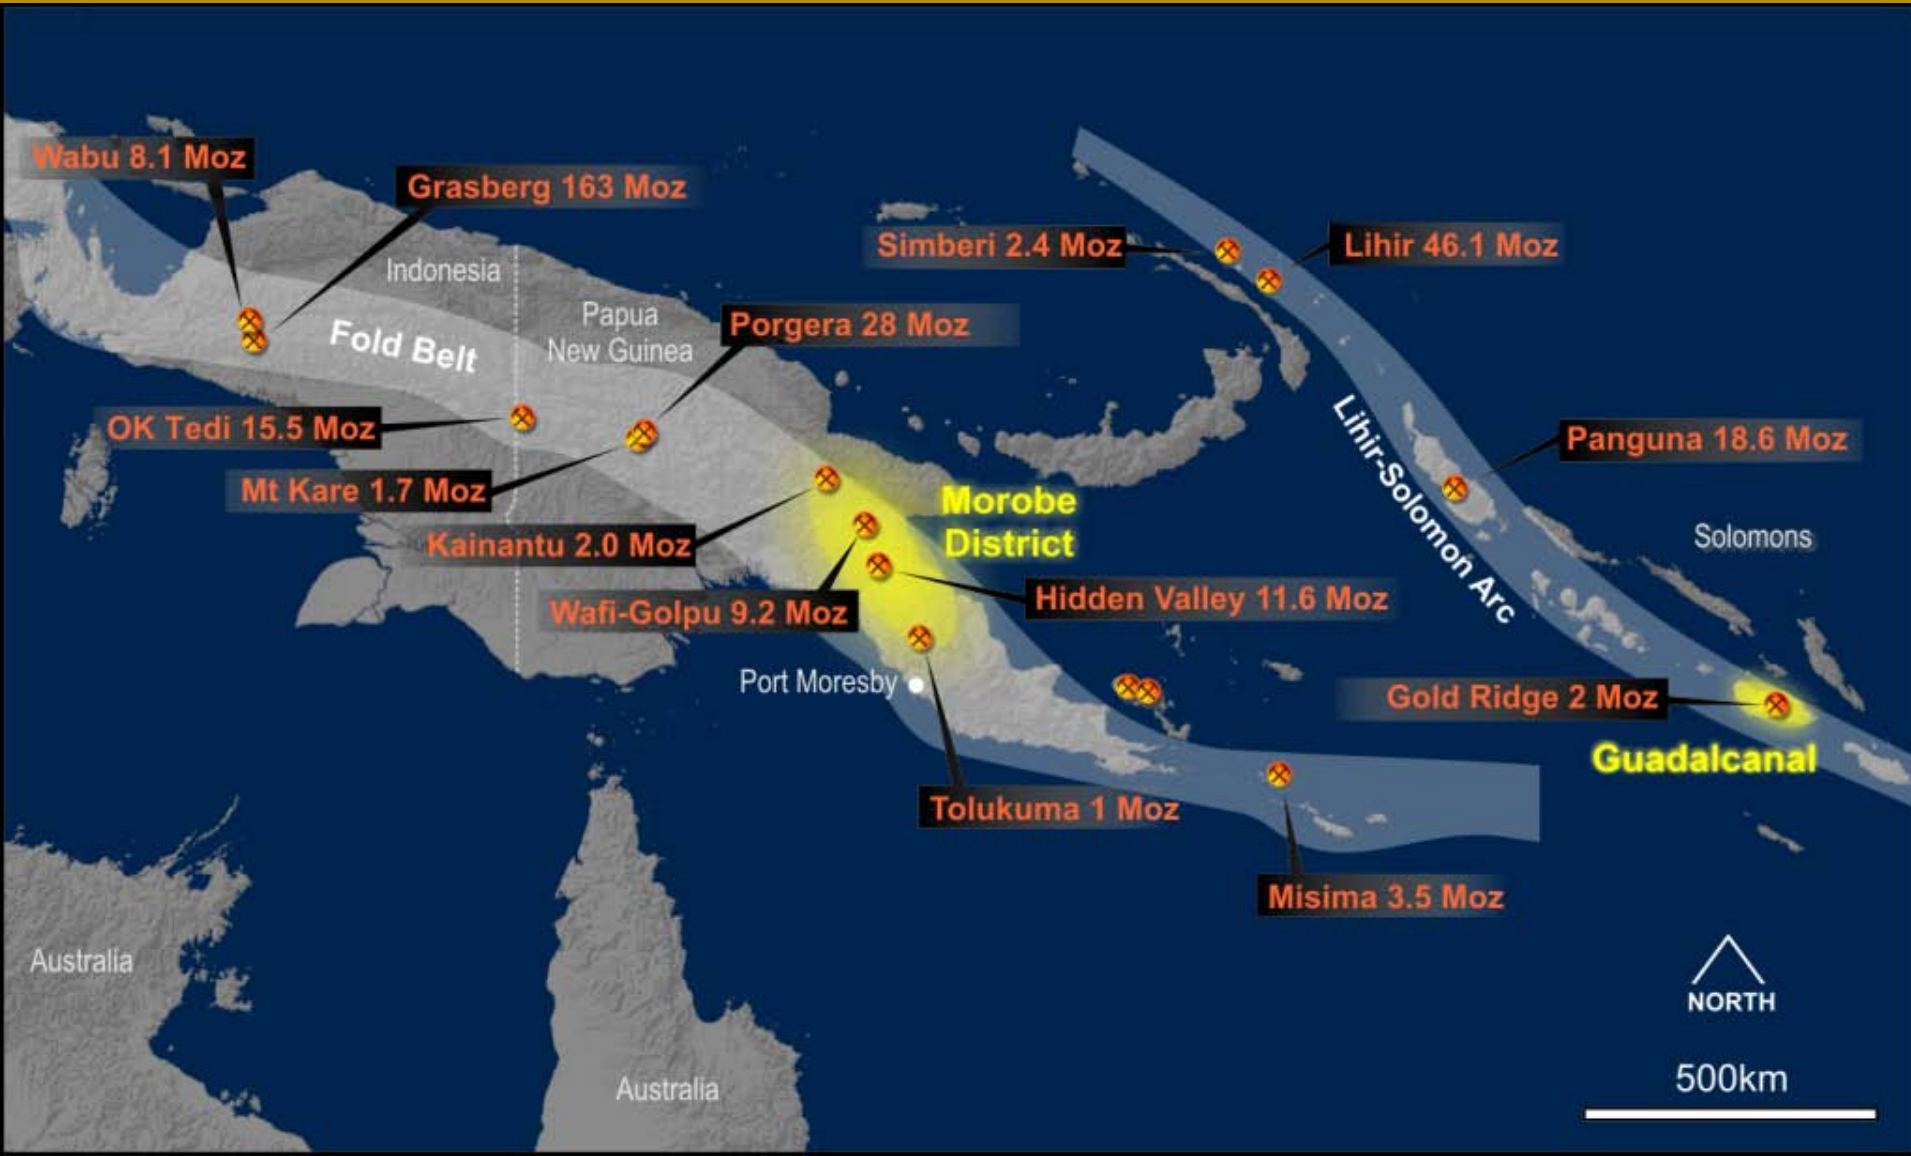 Wabu 8.1 Moz
Grasberg 163 Moz
Simberi 2.4 Moz
Lihir 46.1 Moz
Indonesia
Papua
New Guinea
Porgera 28 Moz
Fold Belt
OK Tedi 15.5 Moz
Panguna 18.6 Moz
Lihir-Solomon Arc
Mt Kare 1.7 Moz
Morobe
District
Kainantu 2.0 Moz
Solomons
Hidden Valley 11.6 Moz
Wafi-Golpu 9.2 Moz
Port Moresby
Gold Ridge 2 Moz
Guadalcanal
Tolukuma 1 Moz
Misima 3.5 Moz
Australia
NORTH
500km
Australia